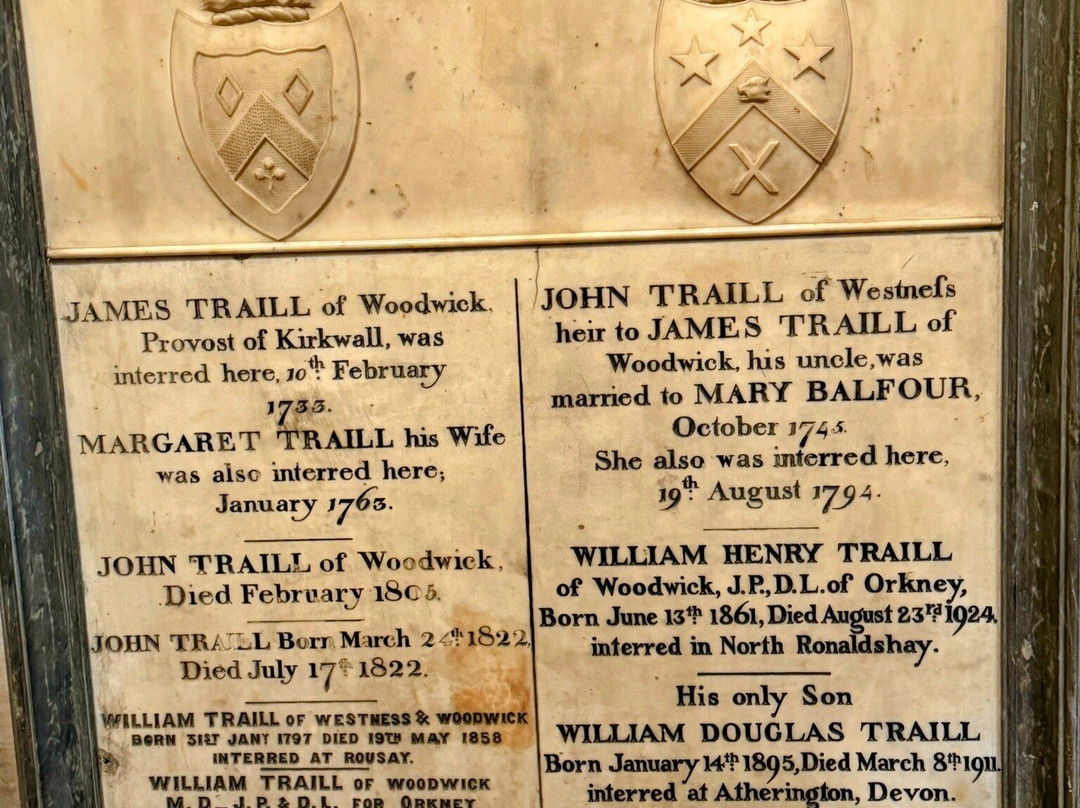 JAMES TRAILL of Woodwick,
Provost of Kirkwall, was
interred here, 10th February
1733.
MARGARET TRAILL his Wife
was also interred here;
January 1763.
JOHN TRAILL of Woodwick,
Died February 1805.
JOHN TRAILL Born March 24th 1822,
Died July 17th 1822.
WILLIAM TRAILL OF WESTNESS & WOODWICK
BORN 31ST JANY 1797 DIED 19TH MAY 1858
INTERRED AT ROUSAY.
WILLIAM TRAILL OF WOODWICK
M.D_J.P.& D.L. FOR ORKNEY
JOHN TRAILL of Westneſs
heir to JAMES TRAILL of
Woodwick, his uncle, was
married to MARY BALFOUR,
October 1745.
She also was interred here,
19th August 1794.
WILLIAM HENRY TRAILL
of Woodwick, J.P., D.L. of Orkney,
Born June 13th 1861, Died August 23rd 1924,
interred in North Ronaldshay.
His only Son
WILLIAM DOUGLAS TRAILL
Born January 14th 1895, Died March 8th 1911.
interred at Atherington, Devon.